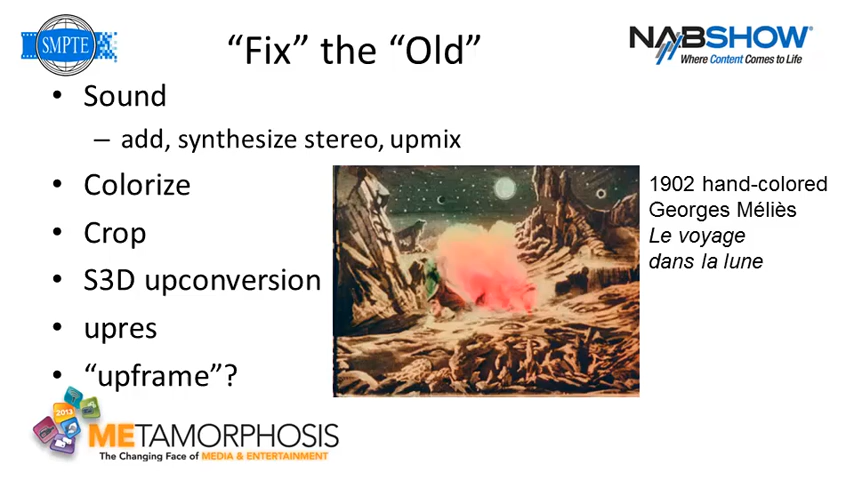 SMPTE
“Fix” the “Old”
NABSHOW®
Where Content Comes to Life
• Sound
– add, synthesize stereo, upmix
• Colorize
• Crop
• S3D upconversion
• upres
• “upframe”?
1902 hand-colored
Georges Méliès
Le voyage
dans la lune
2013
METAMORPHOSIS
The Changing Face of MEDIA & ENTERTAINMENT